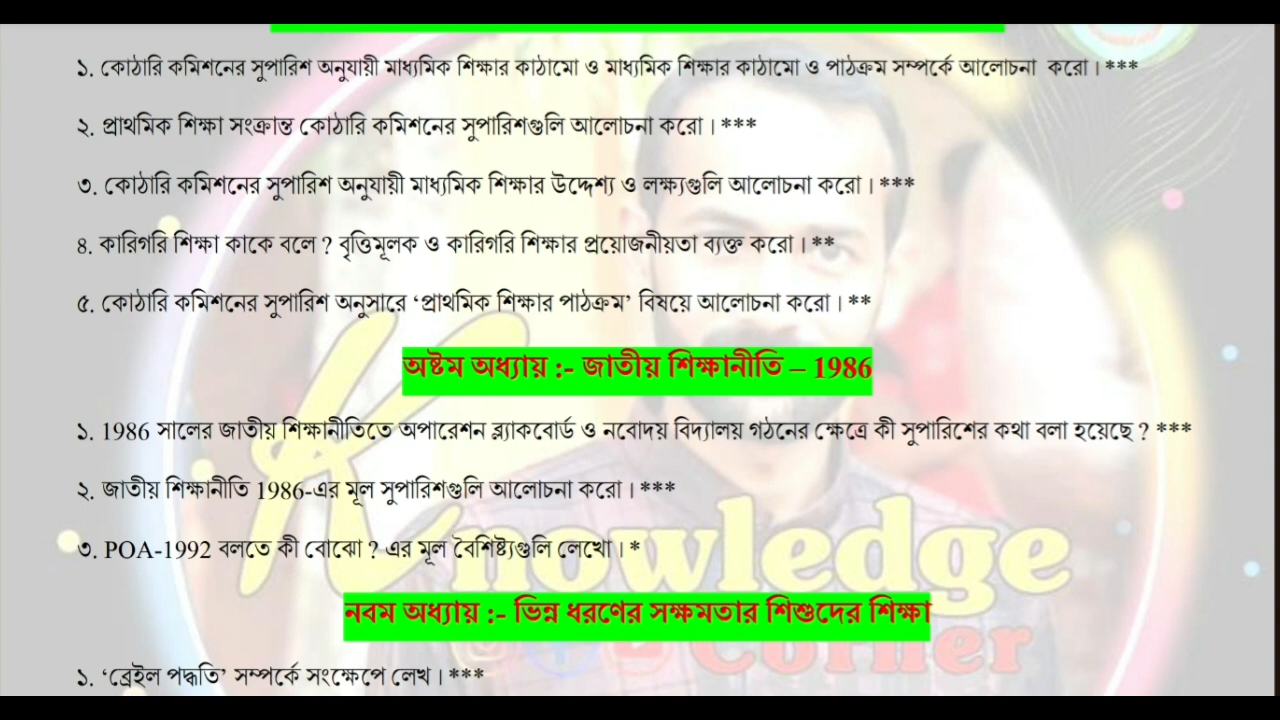 ১. কোঠারি কমিশনের সুপারিশ অনুযায়ী মাধ্যমিক শিক্ষার কাঠামো ও মাধ্যমিক শিক্ষার কাঠামো ও পাঠক্রম সম্পর্কে আলোচনা করো। ***
২. প্রাথমিক শিক্ষা সংক্রান্ত কোঠারি কমিশনের সুপারিশগুলি আলোচনা করো। ***
৩. কোঠারি কমিশনের সুপারিশ অনুযায়ী মাধ্যমিক শিক্ষার উদ্দেশ্য ও লক্ষ্যগুলি আলোচনা করো। ***
৪. কারিগরি শিক্ষা কাকে বলে ? বৃত্তিমূলক ও কারিগরি শিক্ষার প্রয়োজনীয়তা ব্যক্ত করো। **
৫. কোঠারি কমিশনের সুপারিশ অনুসারে ‘প্রাথমিক শিক্ষার পাঠক্রম’ বিষয়ে আলোচনা করো। **
অষ্টম অধ্যায় :- জাতীয় শিক্ষানীতি – 1986
১. 1986 সালের জাতীয় শিক্ষানীতিতে অপারেশন ব্ল্যাকবোর্ড ও নবোদয় বিদ্যালয় গঠনের ক্ষেত্রে কী সুপারিশের কথা বলা হয়েছে ? ***
২. জাতীয় শিক্ষানীতি 1986-এর মূল সুপারিশগুলি আলোচনা করো। ***
৩. POA-1992 বলতে কী বোঝো ? এর মূল বৈশিষ্ট্যগুলি লেখো। *
Knowledge
নবম অধ্যায় :- ভিন্ন ধরণের সক্ষমতার শিশুদের শিক্ষা
Corner
১. ‘ব্রেইল পদ্ধতি’ সম্পর্কে সংক্ষেপে লেখ। ***